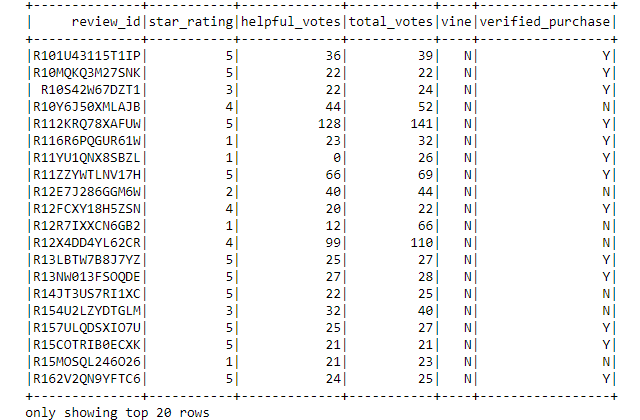 +--------------+-----------+-------------+-----------+----+-----------------+
|     review_id|star_rating|helpful_votes|total_votes|vine|verified_purchase|
+--------------+-----------+-------------+-----------+----+-----------------+
|R101U43115T1IP|          5|           36|         39|   N|                Y|
|R10MQKQ3M27SNK|          5|           22|         22|   N|                Y|
| R10S42W67DZT1|          3|           22|         24|   N|                Y|
|R10Y6J50XMLAJB|          4|           44|         52|   N|                N|
|R112KRQ78XAFUW|          5|          128|        141|   N|                Y|
|R116R6PQGUR61W|          1|           23|         32|   N|                Y|
|R11YU1QNX8SBZL|          1|            0|         26|   N|                Y|
|R11ZZYWTLNV17H|          5|           66|         69|   N|                Y|
|R12E7J286GGM6W|          2|           40|         44|   N|                N|
|R12FCXY18H5ZSN|          4|           20|         22|   N|                Y|
|R12R7IXXCN6GB2|          1|           12|         66|   N|                N|
|R12X4DD4YL62CR|          4|           99|        110|   N|                N|
|R13LBTW7B8J7YZ|          5|           25|         27|   N|                Y|
|R13NW013FSOQDE|          5|           27|         28|   N|                Y|
|R14JT3US7RI1XC|          5|           22|         25|   N|                N|
|R154U2LZYDTGLM|          3|           32|         40|   N|                N|
|R157ULQDSXIO7U|          5|           25|         27|   N|                Y|
|R15COTRIB0ECXK|          5|           21|         21|   N|                Y|
|R15MOSQL246O26|          1|           21|         23|   N|                N|
|R162V2QN9YFTC6|          5|           24|         25|   N|                Y|
+--------------+-----------+-------------+-----------+----+-----------------+
only showing top 20 rows